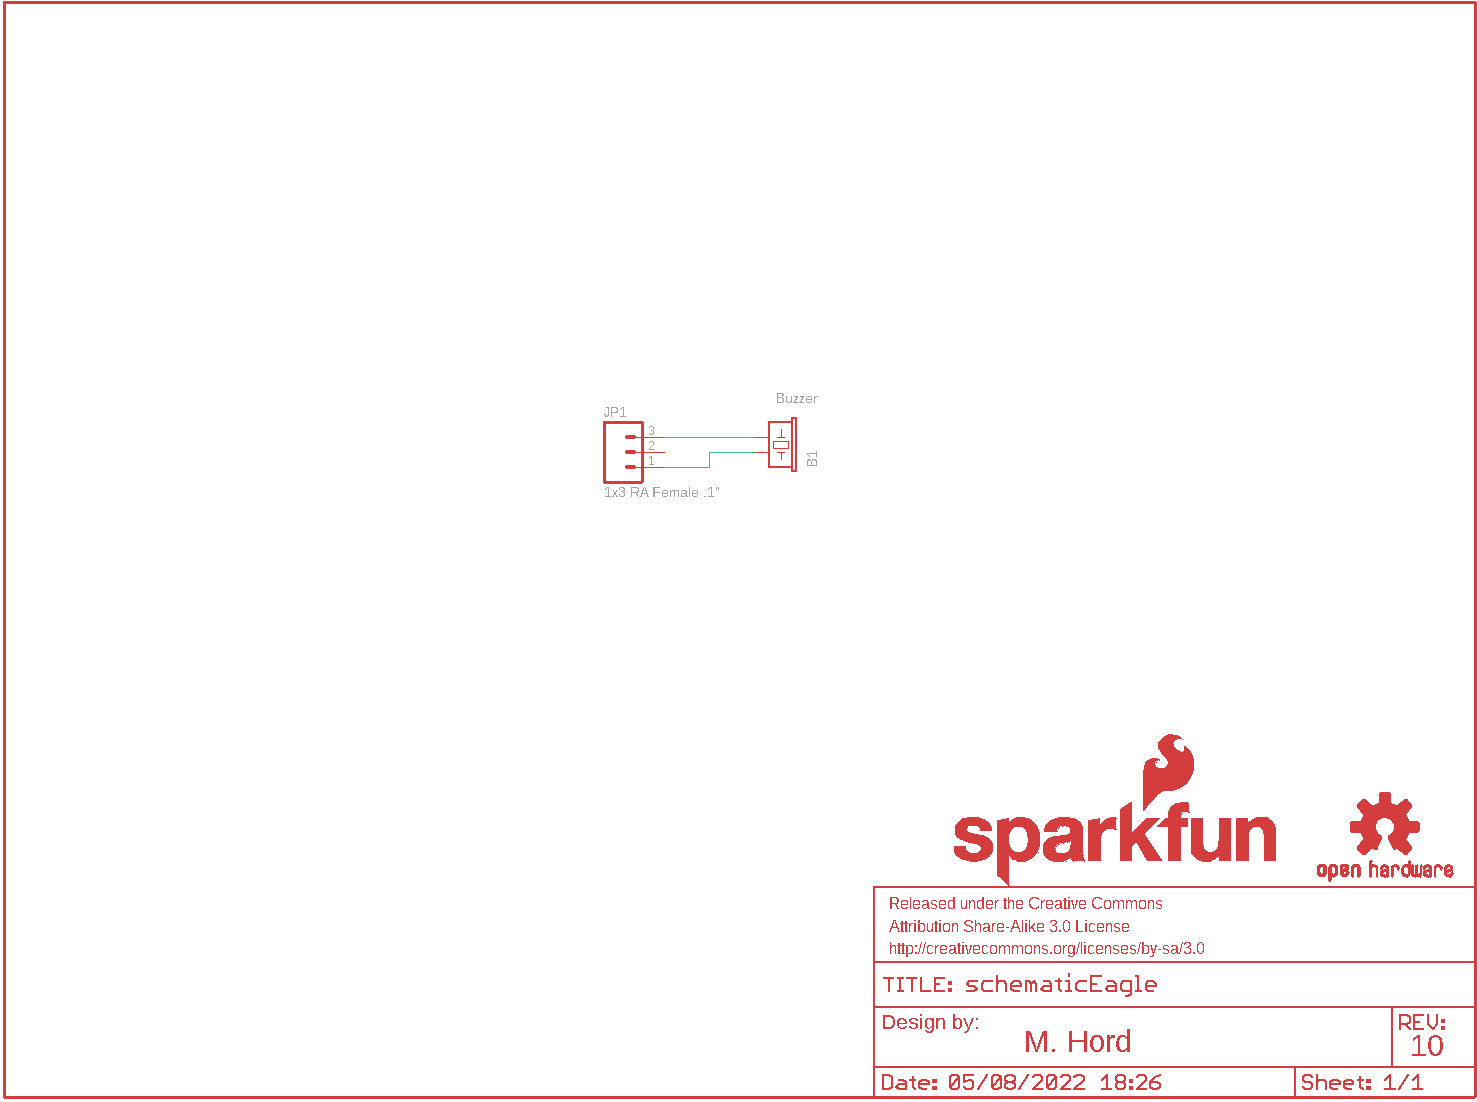 Buzzer
JP1
3
2
1
B1
1x3 RA Female .1"
sparkfun
open hardware
Released under the Creative Commons
Attribution Share-Alike 3.0 License
http://creativecommons.org/licenses/by-sa/3.0
TITLE: schematicEagle
Design by:
M. Hord
REV:
10
Date: 05/08/2022 18:26
Sheet: 1/1